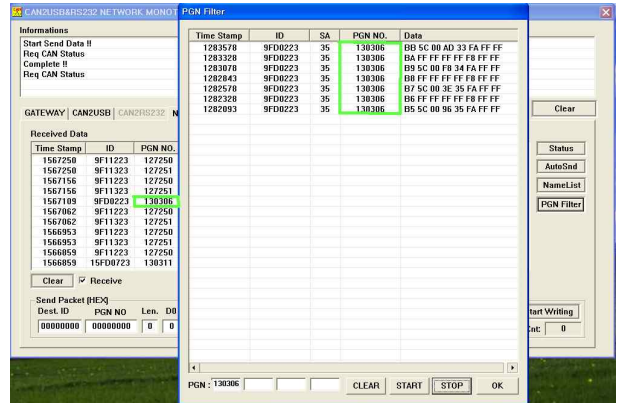 CAN2USB&RS232 NETWORK MONOT
PGN Filter
Informations
Start Send Data !!
Req CAN Status
Complete !!
Req CAN Status
Time Stamp ID SA PGN NO. Data
1283578 9FD0223 35 130306 BB 5C 00 AD 33 FA FF FF
1283328 9FD0223 35 130306 BA FF FF FF FF F8 FF FF
1283078 9FD0223 35 130306 B9 5C 00 F8 34 FA FF FF
1282843 9FD0223 35 130306 B8 FF FF FF FF F8 FF FF
1282578 9FD0223 35 130306 B7 5C 00 3E 35 FA FF FF
1282328 9FD0223 35 130306 B6 FF FF FF FF F8 FF FF
1282093 9FD0223 35 130306 B5 5C 00 96 35 FA FF FF
GATEWAY CAN2USB CAN2RS232 N
Clear
Received Data
Time Stamp ID PGN NO.
1567250 9F11223 127250
1567250 9F11323 127251
1567156 9F11223 127250
1567156 9F11323 127251
1567109 9FD0223 130306
1567062 9F11223 127250
1567062 9F11323 127251
1566953 9F11223 127250
1566953 9F11323 127251
1566859 9F11223 127250
1566859 15FD0723 130311
Status
AutoSnd
NameList
PGN Filter
Clear Receive
Send Packet (HEX)
Dest. ID PGN NO Len. D0
00000000 00000000 0 0
tart Writing
Cnt: 0
PGN : 130306 CLEAR START STOP OK